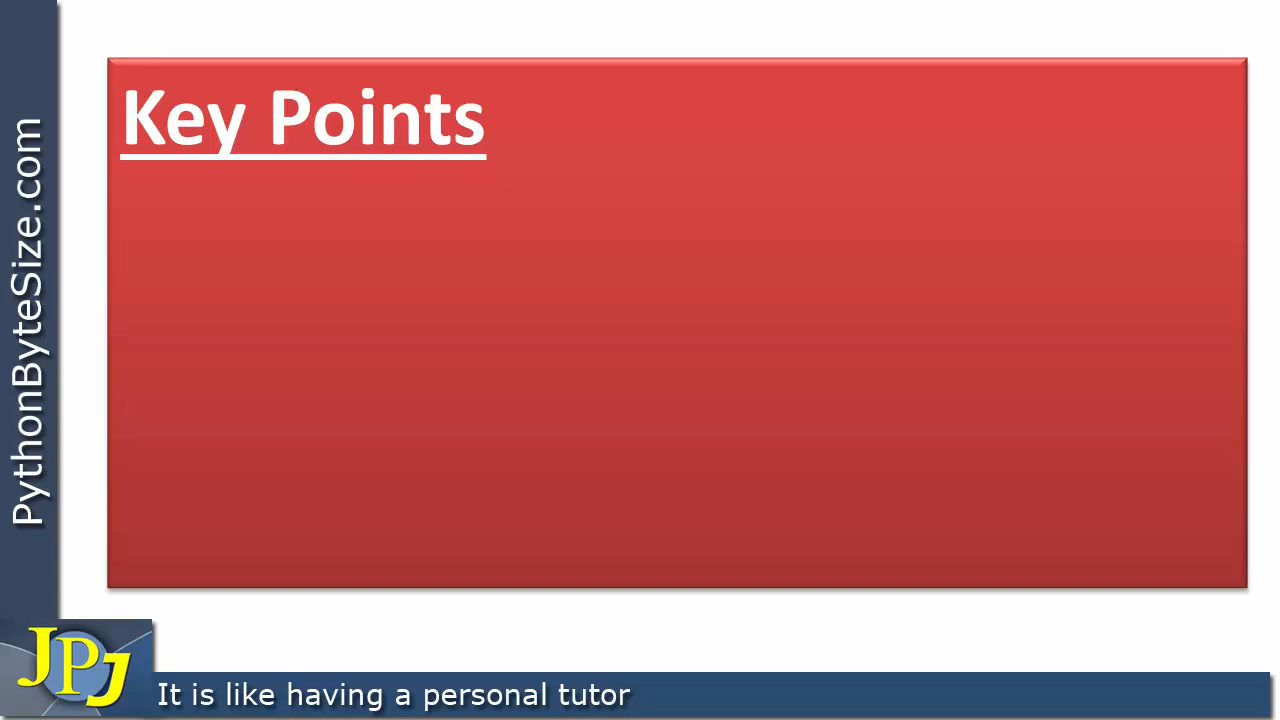 Key Points
PythonByteSize.com
JPJ
It is like having a personal tutor